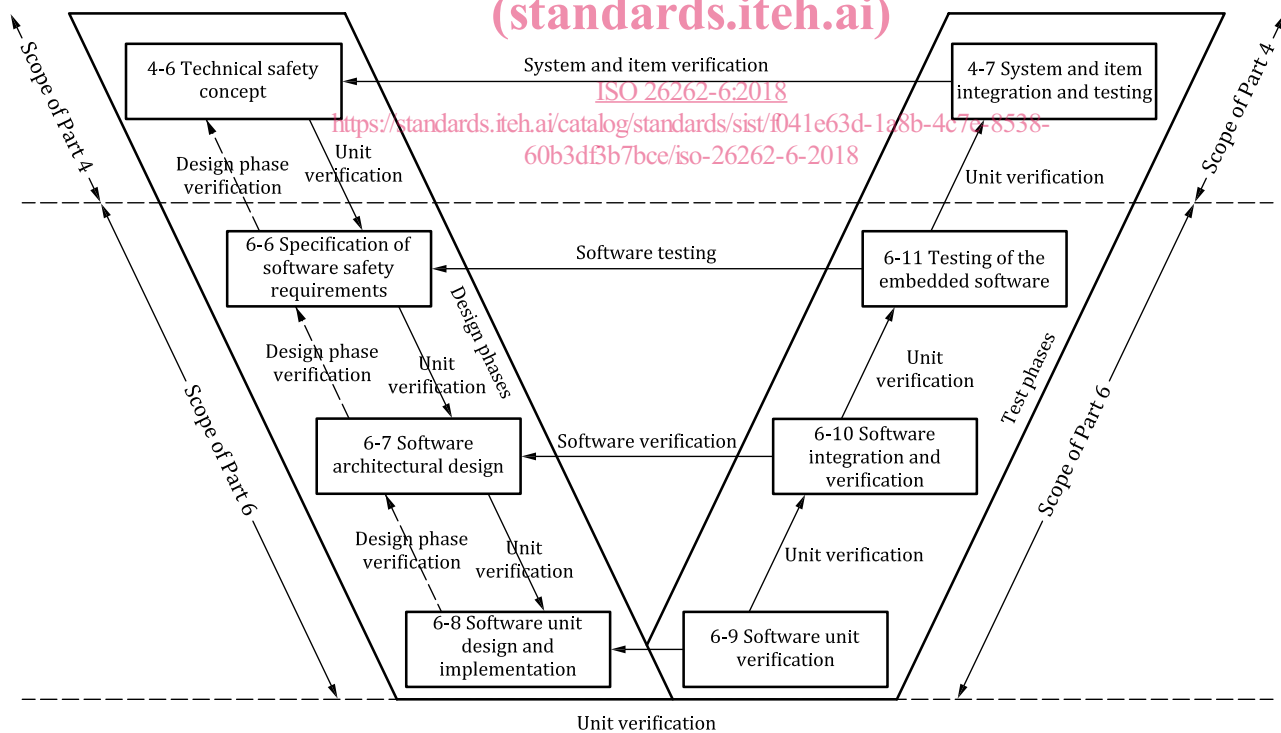 (standards.iteh.ai)
Scope of Part 4
4-6 Technical safety
concept
System and item verification
4-7 System and item
integration and testing
Scope of Part 4
ISO 26262-6:2018
https://standards.iteh.ai/catalog/standards/sist/f041e63d-1a8b-4c7e-8538-
60b3df3b7bce/iso-26262-6-2018
Design phase
verification
Unit
verification
Unit verification
6-6 Specification of
software safety
requirements
Software testing
6-11 Testing of the
embedded software
Design phases
Design phase
verification
Unit
verification
Unit
verification
Test phases
Scope of Part 6
Scope of Part 6
6-7 Software
architectural design
Software verification
6-10 Software
integration and
verification
Design phase
verification
Unit
verification
Unit verification
6-8 Software unit
design and
implementation
6-9 Software unit
verification
Unit verification